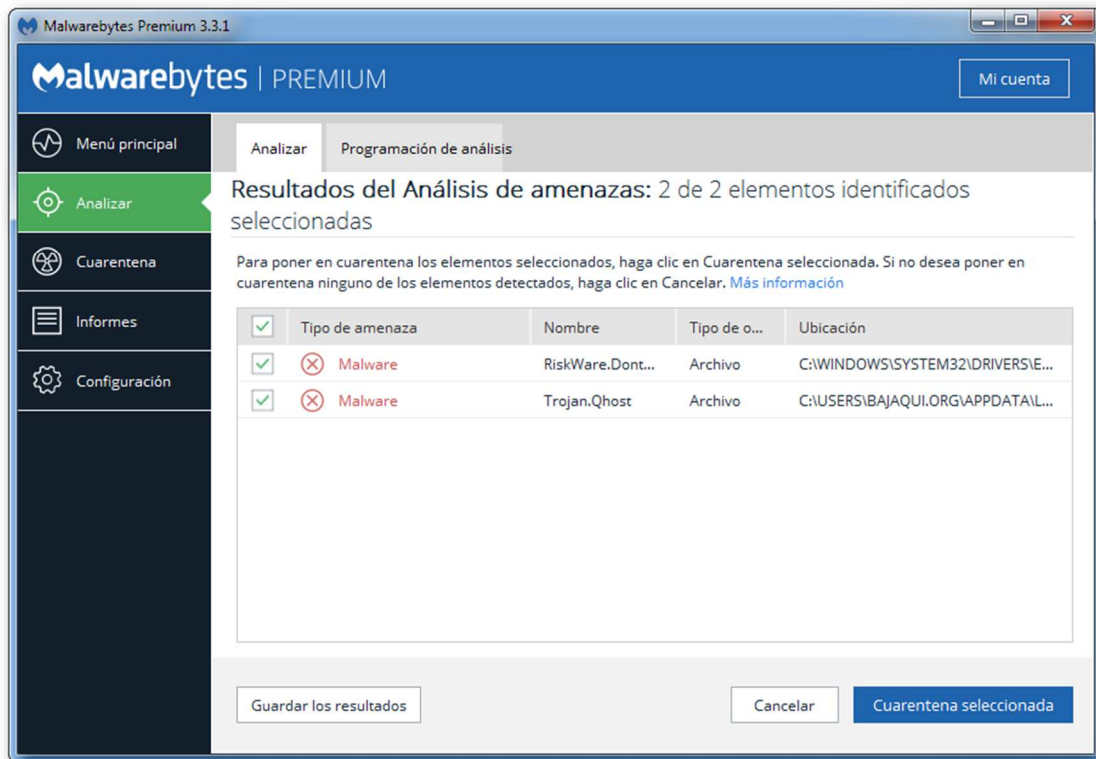 Malwarebytes Premium 3.3.1
Malwarebytes | PREMIUM
Mi cuenta
Menú principal
Analizar
Cuarentena
Informes
Configuración
Analizar Programación de análisis
Resultados del Análisis de amenazas: 2 de 2 elementos identificados
seleccionadas
Para poner en cuarentena los elementos seleccionados, haga clic en Cuarentena seleccionada. Si no desea poner en
cuarentena ninguno de los elementos detectados, haga clic en Cancelar. Más información
Tipo de amenaza Nombre Tipo de o... Ubicación
Malware RiskWare.Dont... Archivo C:\WINDOWS\SYSTEM32\DRIVERS\E...
Malware Trojan.Qhost Archivo C:\USERS\BAJAQUI.ORG\APPDATA\L...
Guardar los resultados Cancelar Cuarentena seleccionada